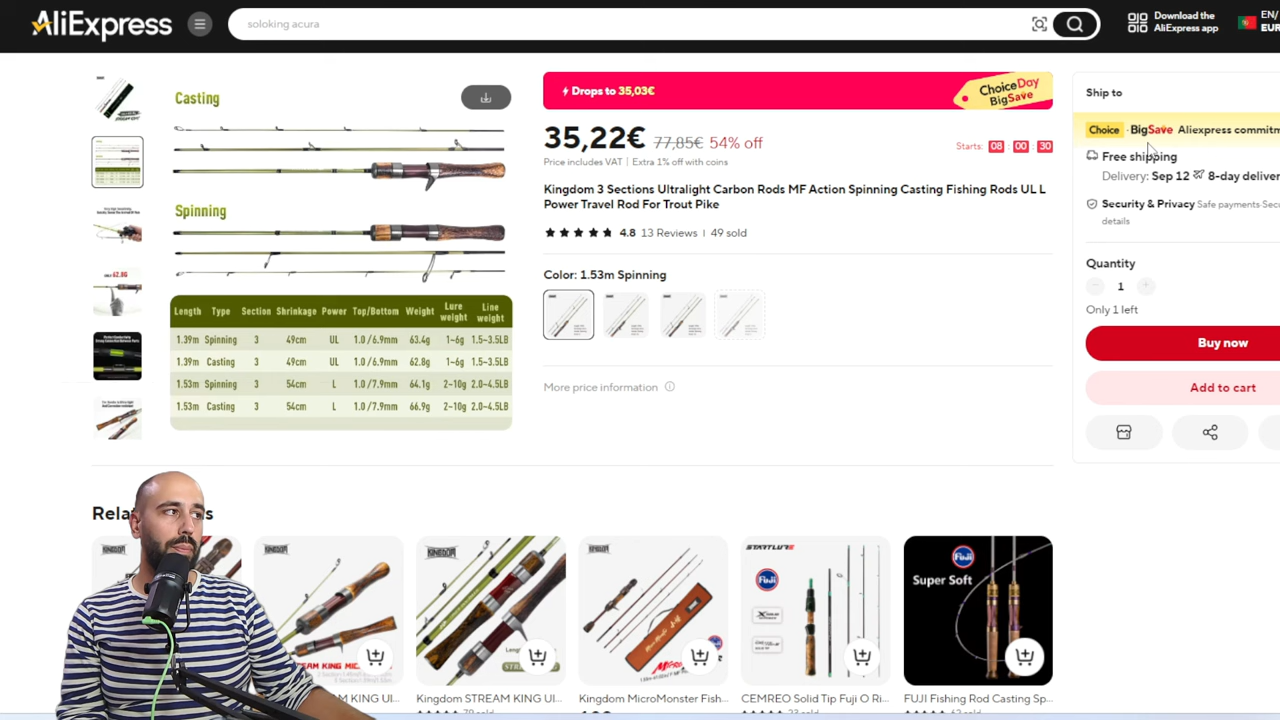 AliExpress
soloking acura
Download the
AliExpress app
EN/
EUR
Casting
Spinning
Length Type Section Shrinkage Power Top/Bottom Weight Lure weight Line weight
1.39m Spinning 3 49cm UL 1.0/6.9mm 63.4g 1~6g 1.5~3.5LB
1.39m Casting 3 49cm UL 1.0/6.9mm 62.8g 1~6g 1.5~3.5LB
1.53m Spinning 3 54cm L 1.0/7.9mm 64.1g 2~10g 2.0~4.5LB
1.53m Casting 3 54cm L 1.0/7.9mm 66.9g 2~10g 2.0~4.5LB
Drops to 35,03€
ChoiceDay
BigSave
35,22€ 77,85€ 54% off
Starts: 08 : 00 : 30
Price includes VAT | Extra 1% off with coins
Kingdom 3 Sections Ultralight Carbon Rods MF Action Spinning Casting Fishing Rods UL L
Power Travel Rod For Trout Pike
4.8 13 Reviews | 49 sold
Color: 1.53m Spinning
More price information
Ship to
Choice · BigSave Aliexpress commitm
Free shipping
Delivery: Sep 12 8-day deliver
Security & Privacy Safe payments·Sec
details
Quantity
1
Only 1 left
Buy now
Add to cart
Rela
s
KINGDOM
KINGDOM
KINGDOM
KINGDOM
STARTLURE
Fuji
Fuji
Super Soft
Kingdom STREAM KING Ul...
Kingdom MicroMonster Fish...
CEMREO Solid Tip Fuji O Ri...
FUJI Fishing Rod Casting Sp...